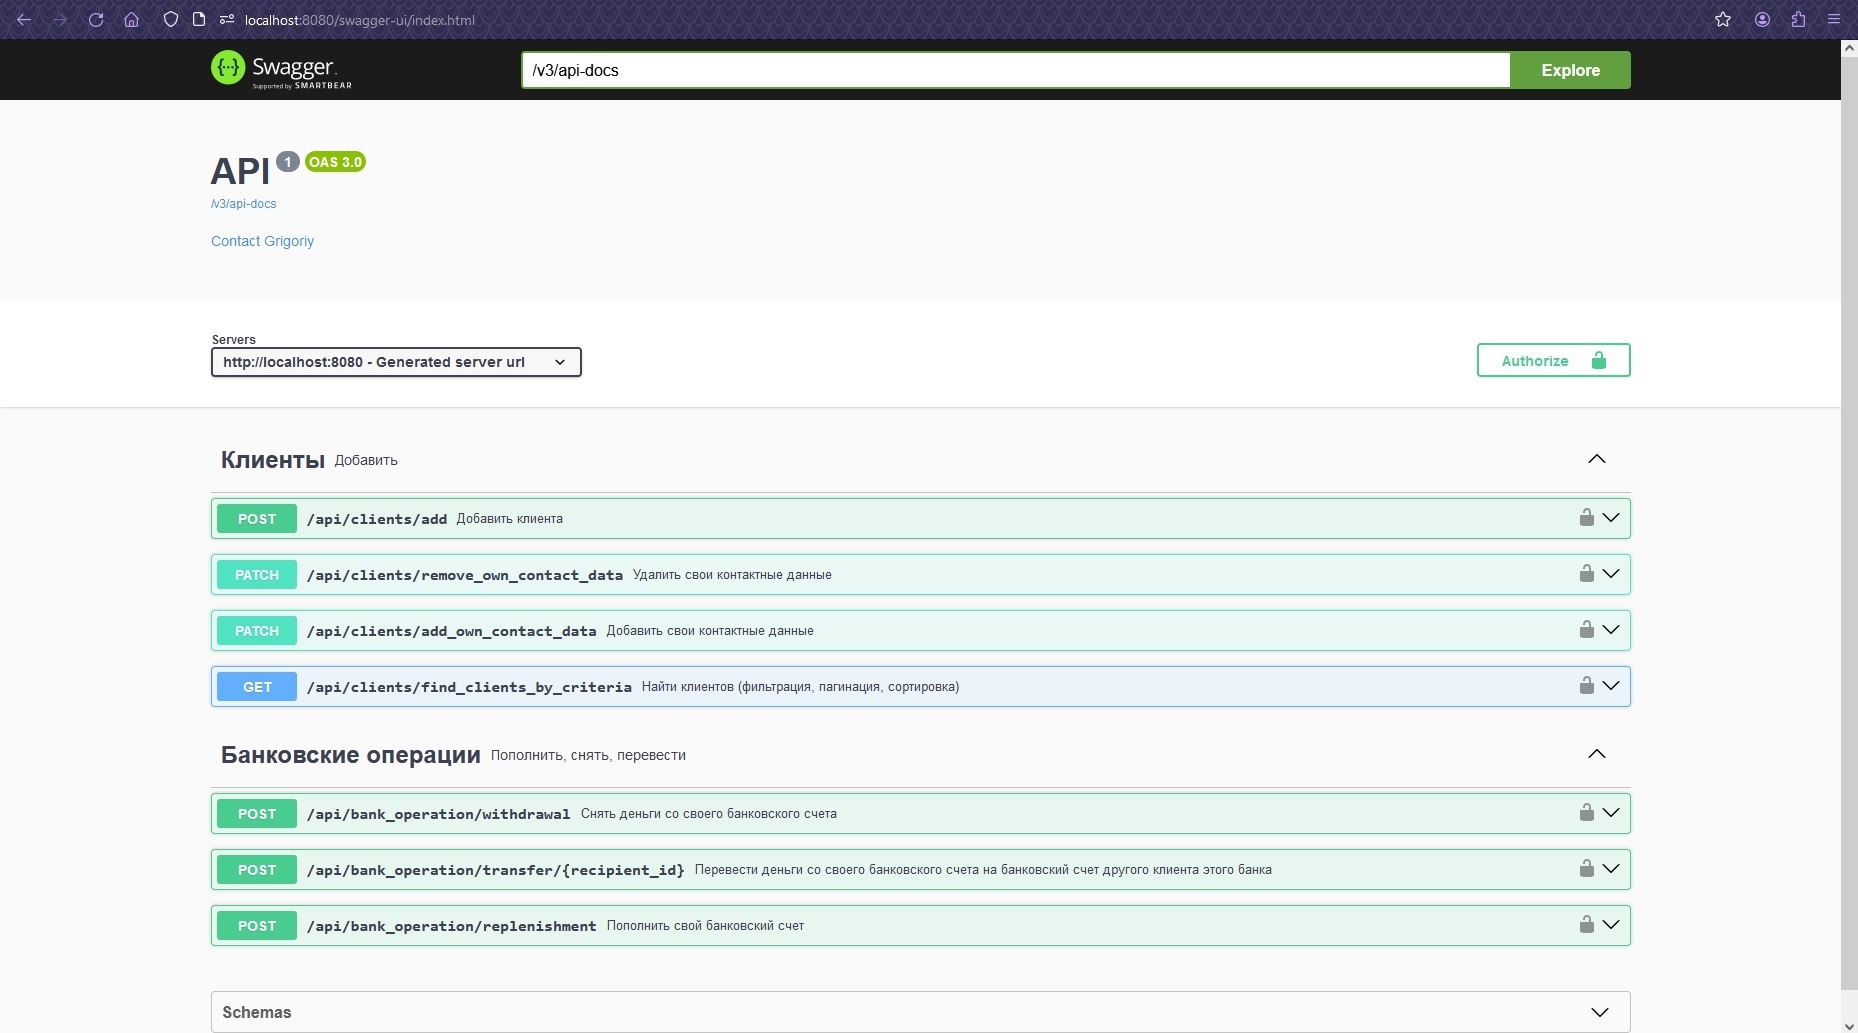 localhost:8080/swagger-ui/index.html
Swagger.
Supported by SMARTBEAR
/v3/api-docs
Explore
API 1 OAS 3.0
/v3/api-docs
Contact Grigoriy
Servers
http://localhost:8080 - Generated server url
Authorize
Клиенты Добавить
POST /api/clients/add Добавить клиента
PATCH /api/clients/remove_own_contact_data Удалить свои контактные данные
PATCH /api/clients/add_own_contact_data Добавить свои контактные данные
GET /api/clients/find_clients_by_criteria Найти клиентов (фильтрация, пагинация, сортировка)
Банковские операции Пополнить, снять, перевести
POST /api/bank_operation/withdrawal Снять деньги со своего банковского счета
POST /api/bank_operation/transfer/{recipient_id} Перевести деньги со своего банковского счета на банковский счет другого клиента этого банка
POST /api/bank_operation/replenishment Пополнить свой банковский счет
Schemas